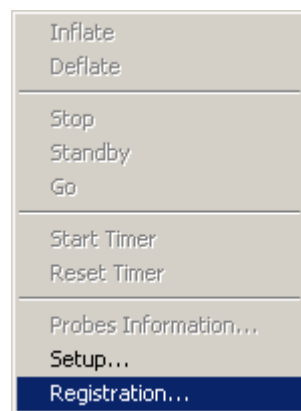 Inflate
Deflate
Stop
Standby
Go
Start Timer
Reset Timer
Probes Information...
Setup...
Registration...